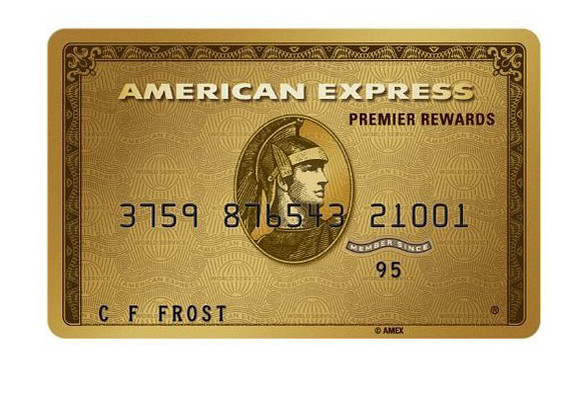 AMERICAN EXPRESS
PREMIER REWARDS
3759 876543 21001
MEMBER SINCE
95
C F FROST
®
© AMEX